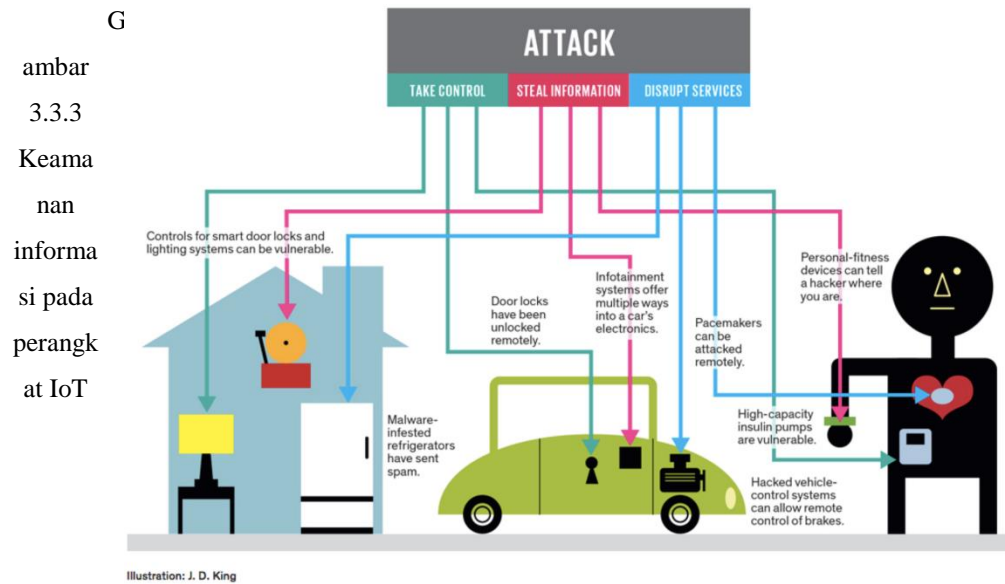 G
ambar
3.3.3
Keama
nan
informa
si pada
perangk
at IoT
ATTACK
TAKE CONTROL
STEAL INFORMATION
DISRUPT SERVICES
Controls for smart door locks and
lighting systems can be vulnerable.
Malware-
infested
refrigerators
have sent
spam.
Door locks
have been
unlocked
remotely.
Infotainment
systems offer
multiple ways
into a car's
electronics.
Pacemakers
can be
attacked
remotely.
Personal-fitness
devices can tell
a hacker where
you are.
High-capacity
insulin pumps
are vulnerable.
Hacked vehicle-
control systems
can allow remote
control of brakes.
Illustration: J. D. King